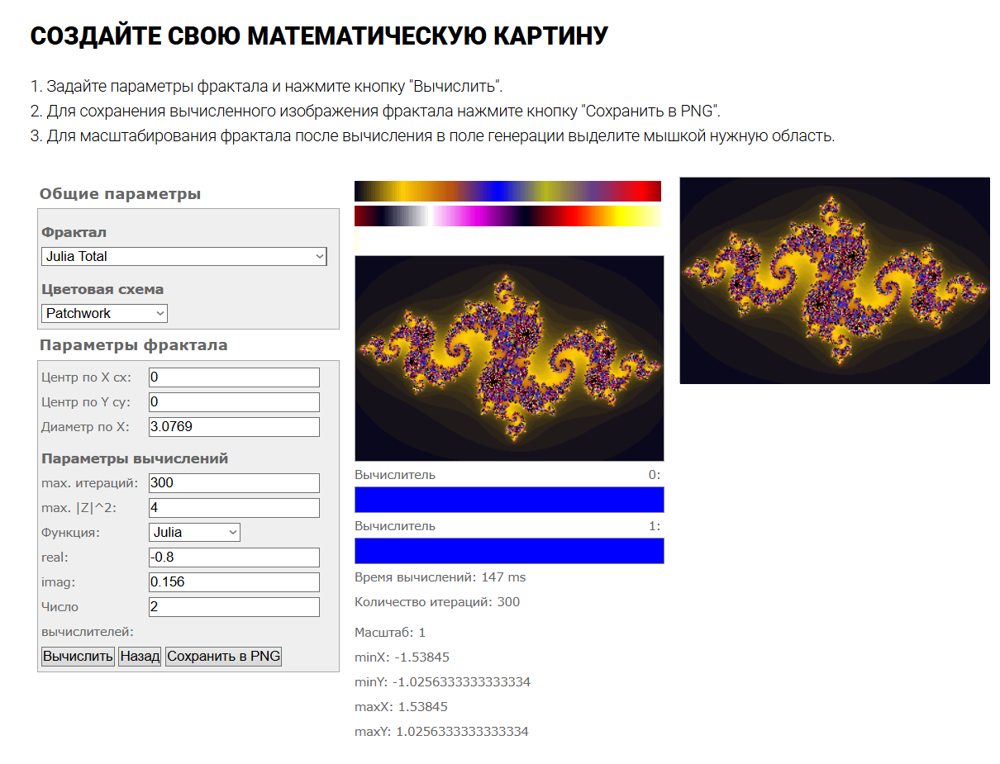 СОЗДАЙТЕ СВОЮ МАТЕМАТИЧЕСКУЮ КАРТИНУ
1. Задайте параметры фрактала и нажмите кнопку "Вычислить".
2. Для сохранения вычисленного изображения фрактала нажмите кнопку "Сохранить в PNG".
3. Для масштабирования фрактала после вычисления в поле генерации выделите мышкой нужную область.
Общие параметры
Фрактал
Julia Total
Цветовая схема
Patchwork
Параметры фрактала
Центр по X cx: 0
Центр по Y cy: 0
Диаметр по X: 3.0769
Параметры вычислений
max. итераций: 300
max. |Z|^2: 4
Функция: Julia
real: -0.8
imag: 0.156
Число 2
вычислителей:
Вычислить Назад Сохранить в PNG
Вычислитель 0:
Вычислитель 1:
Время вычислений: 147 ms
Количество итераций: 300
Масштаб: 1
minX: -1.53845
minY: -1.0256333333333334
maxX: 1.53845
maxY: 1.0256333333333334